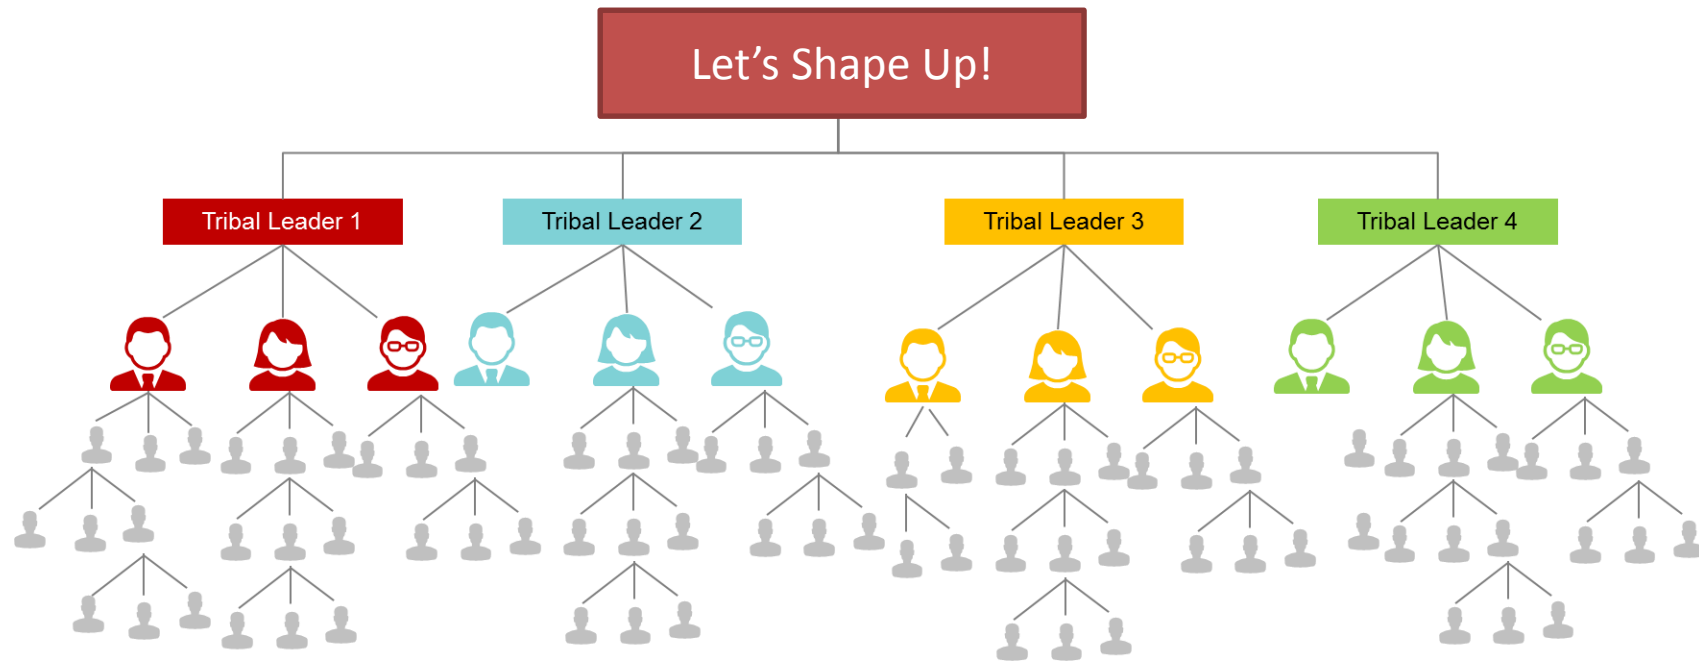 Let’s Shape Up!
Tribal Leader 1
Tribal Leader 2
Tribal Leader 3
Tribal Leader 4